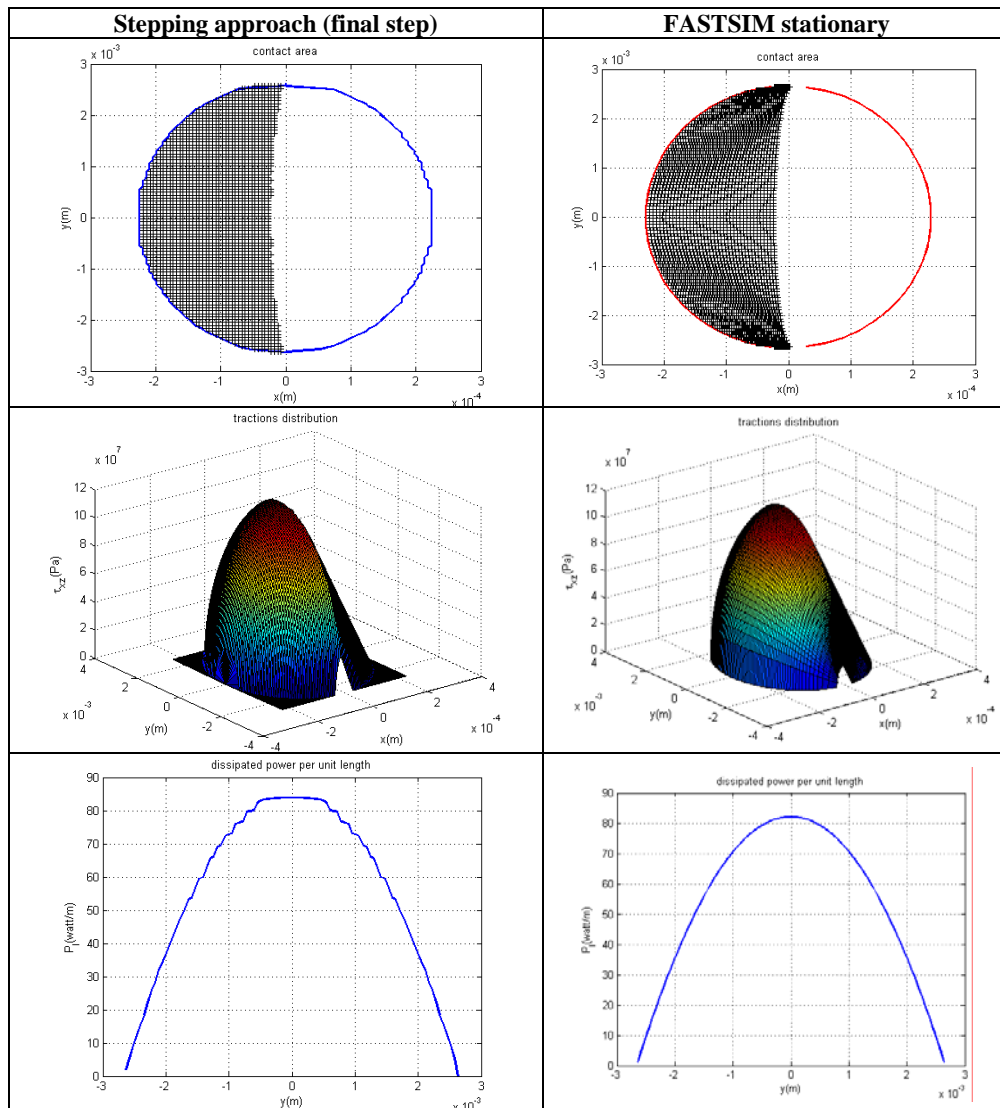 Stepping approach (final step)
FASTSIM stationary
contact area
x 10⁻³
3
2
1
0
-1
-2
-3
y(m)
-3 -2 -1 0 1 2 3
x(m)
x 10⁻⁴
contact area
x 10⁻³
3
2
1
0
-1
-2
-3
y(m)
-3 -2 -1 0 1 2 3
x(m)
x 10⁻⁴
tractions distribution
x 10⁷
12
10
8
6
4
2
0
τxz(Pa)
4
2
0
-2
-4
x 10⁻³
y(m)
-4
-2
0
2
4
x 10⁻⁴
x(m)
tractions distribution
x 10⁷
12
10
8
6
4
2
0
τxz(Pa)
4
2
0
-2
-4
x 10⁻³
y(m)
-4
-2
0
2
4
x 10⁻⁴
x(m)
dissipated power per unit length
90
80
70
60
50
40
30
20
10
0
Pl(watt/m)
-3 -2 -1 0 1 2 3
y(m)
x 10⁻³
dissipated power per unit length
90
80
70
60
50
40
30
20
10
0
Pl(watt/m)
-3 -2 -1 0 1 2 3
y(m)
x 10⁻³